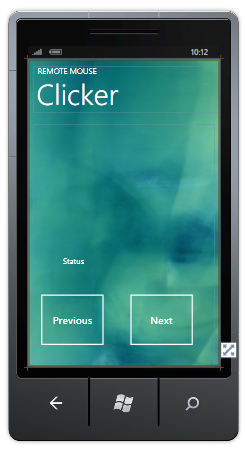 10:12
REMOTE MOUSE
Clicker
Status
Previous Next